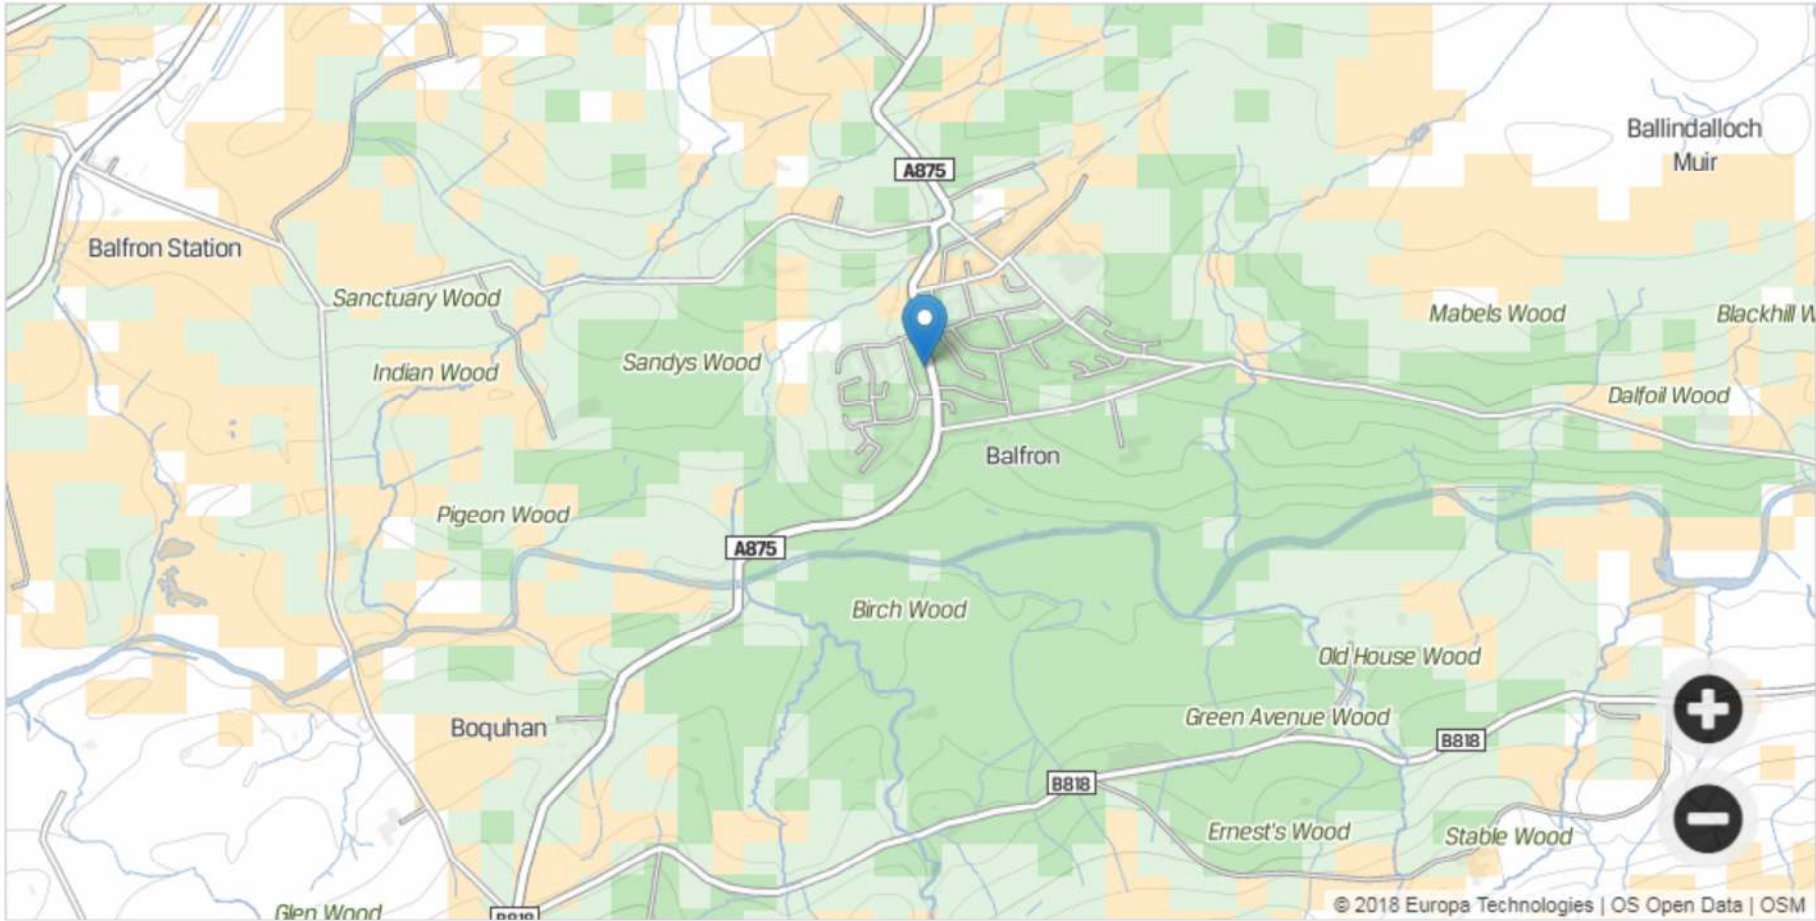 A875
Ballindalloch
Muir
Balfron Station
Sanctuary Wood
Mabels Wood
Sandys Wood
Indian Wood
Dalfoil Wood
Balfron
Pigeon Wood
A875
Birch Wood
Old House Wood
Green Avenue Wood
Boquhan
B818
B818
Ernest's Wood
Stable Wood
Glen Wood
B818
© 2018 Europa Technologies | OS Open Data | OSM
Blackhill W